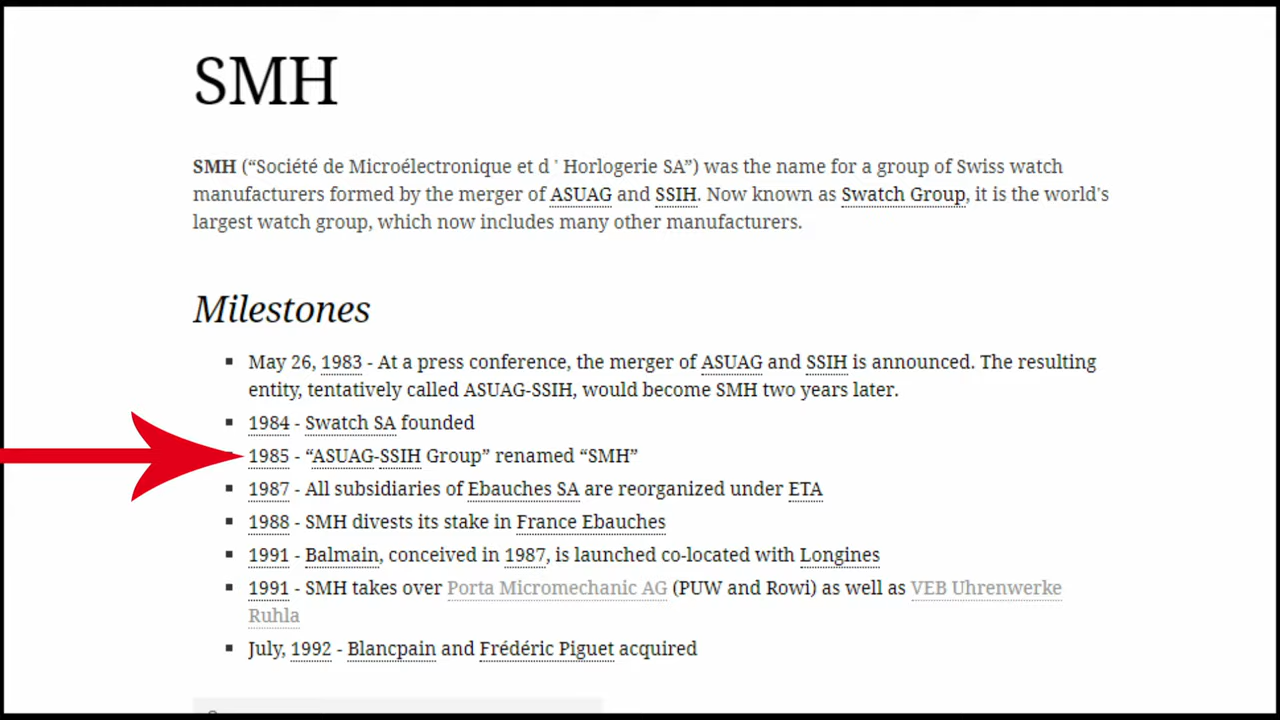 SMH
SMH (“Société de Microélectronique et d ' Horlogerie SA”) was the name for a group of Swiss watch
manufacturers formed by the merger of ASUAG and SSIH. Now known as Swatch Group, it is the world's
largest watch group, which now includes many other manufacturers.
Milestones
May 26, 1983 - At a press conference, the merger of ASUAG and SSIH is announced. The resulting
entity, tentatively called ASUAG-SSIH, would become SMH two years later.
1984 - Swatch SA founded
1985 - “ASUAG-SSIH Group” renamed “SMH”
1987 - All subsidiaries of Ebauches SA are reorganized under ETA
1988 - SMH divests its stake in France Ebauches
1991 - Balmain, conceived in 1987, is launched co-located with Longines
1991 - SMH takes over Porta Micromechanic AG (PUW and Rowi) as well as VEB Uhrenwerke
Ruhla
July, 1992 - Blancpain and Frédéric Piguet acquired